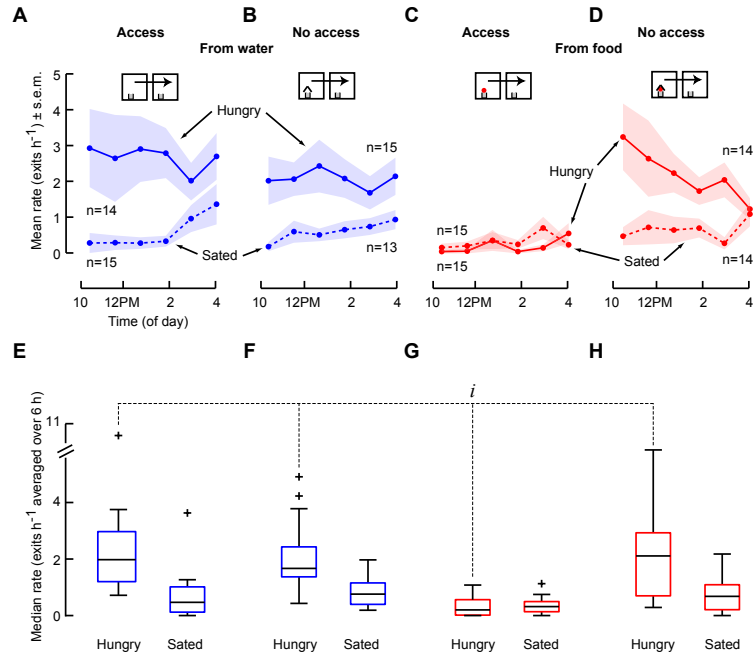 A B C D
Access No access Access No access
From water From food
Mean rate (exits h⁻¹) ± s.e.m.
5
4
3
2
1
0
Hungry
n=14
n=15
Sated
n=15
n=13
Hungry
Sated
n=15
n=15
n=14
n=14
10 12PM 2 4
10 12PM 2 4
10 12PM 2 4
10 12PM 2 4
Time (of day)
E F G H
i
Median rate (exits h⁻¹ averaged over 6 h)
11
4
2
0
Hungry Sated Hungry Sated Hungry Sated Hungry Sated